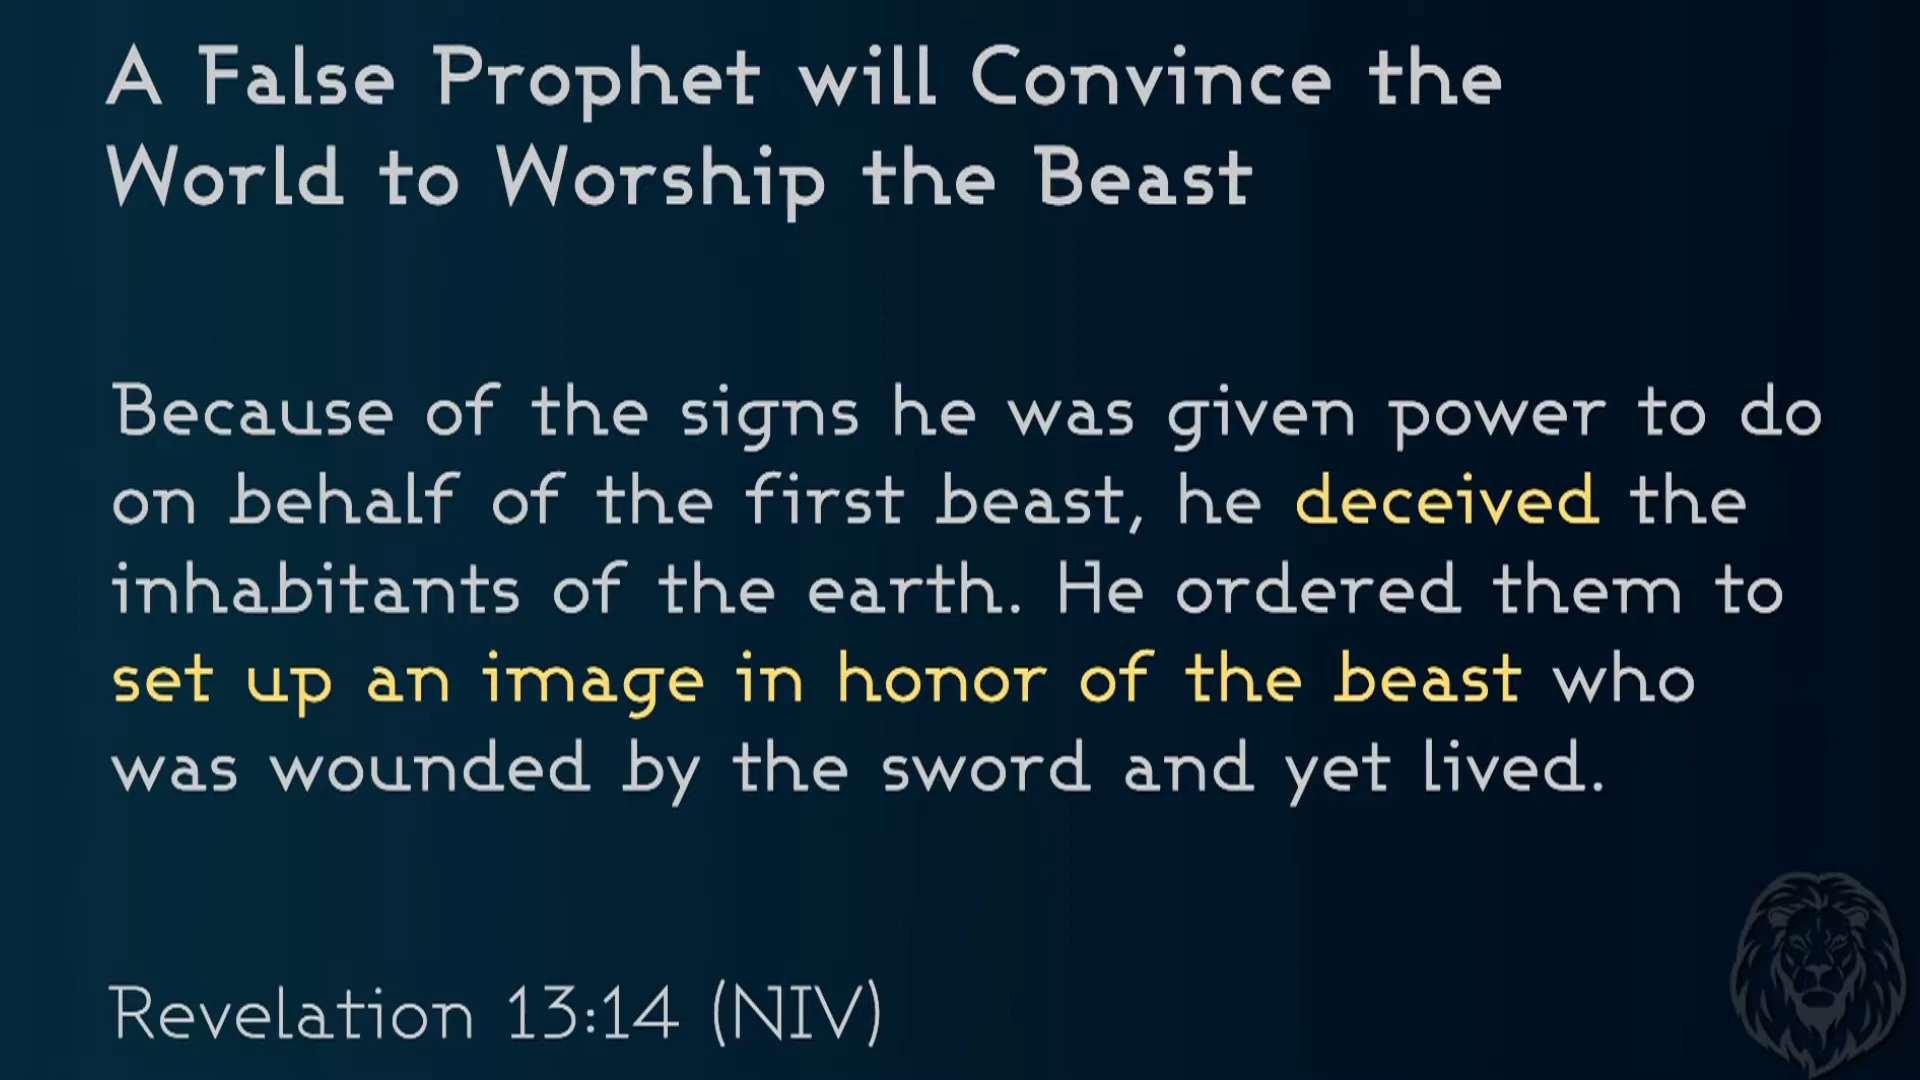 A False Prophet will Convince the
World to Worship the Beast
Because of the signs he was given power to do
on behalf of the first beast, he deceived the
inhabitants of the earth. He ordered them to
set up an image in honor of the beast who
was wounded by the sword and yet lived.
Revelation 13:14 (NIV)